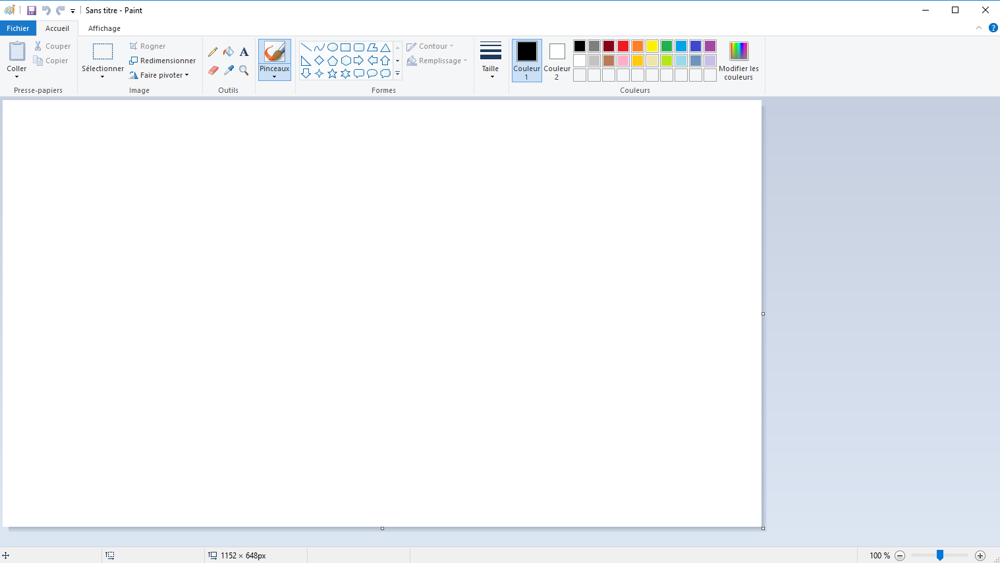 Sans titre - Paint
Fichier Accueil Affichage
Coller
Couper
Copier
Presse-papiers
Sélectionner
Rogner
Redimensionner
Faire pivoter
Image
A
Outils
Pinceaux
Contour
Remplissage
Formes
Taille
Couleur 1
Couleur 2
Modifier les
couleurs
Couleurs
1152 × 648px
100 %